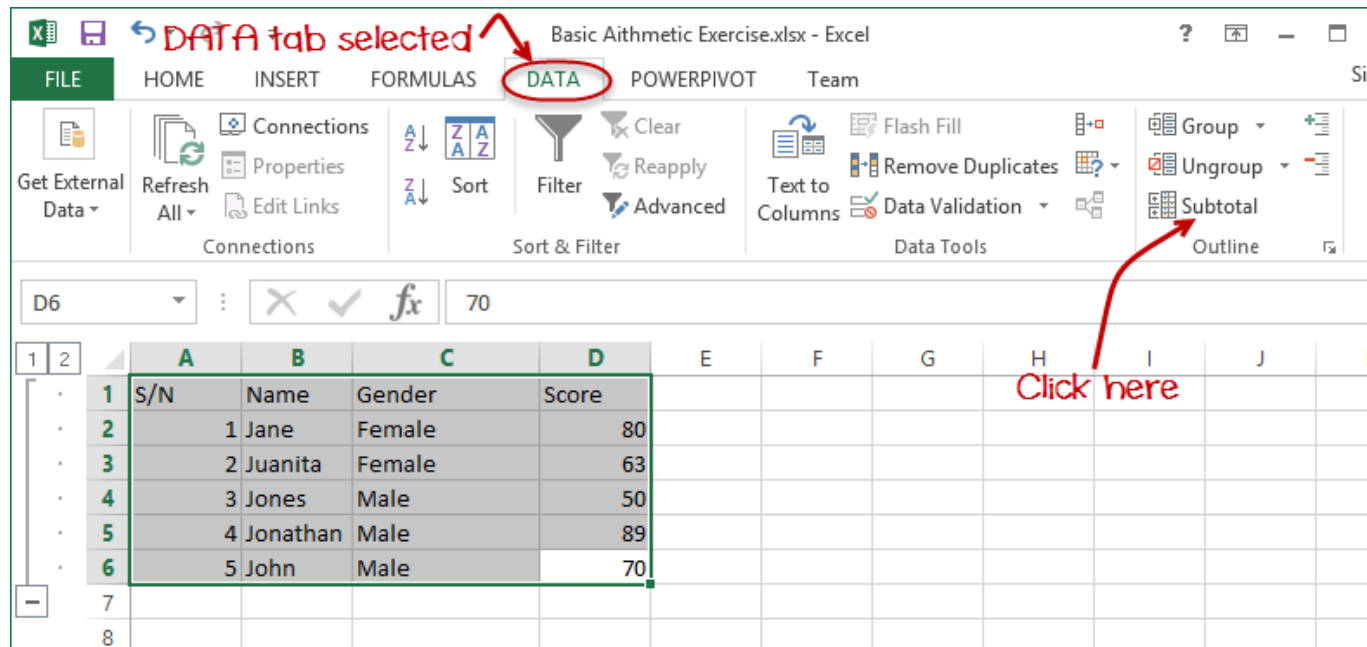 DATA tab selected
Basic Aithmetic Exercise.xlsx - Excel
?
FILE HOME INSERT FORMULAS DATA POWERPIVOT Team Si
Get External Data
Refresh All
Connections
Properties
Edit Links
Connections
Sort
Filter
Clear
Reapply
Advanced
Sort & Filter
Text to Columns
Flash Fill
Remove Duplicates
Data Validation
Data Tools
Group
Ungroup
Subtotal
Outline
D6 fx 70
1 2 A B C D E F G H I J
Click here
1 S/N Name Gender Score
2 1 Jane Female 80
3 2 Juanita Female 63
4 3 Jones Male 50
5 4 Jonathan Male 89
6 5 John Male 70
7
8